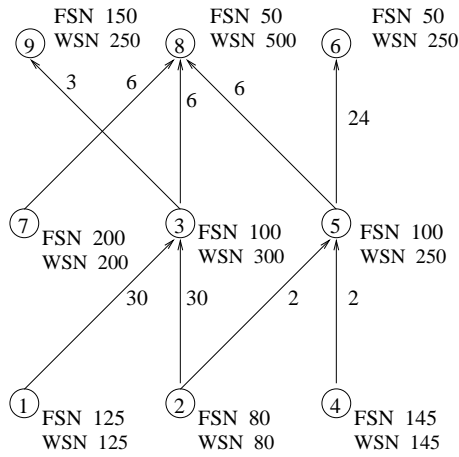 FSN 150
WSN 250
9
FSN 50
WSN 500
8
FSN 50
WSN 250
6
3
6
6
6
24
7
FSN 200
WSN 200
3
FSN 100
WSN 300
5
FSN 100
WSN 250
30
30
2
2
1
FSN 125
WSN 125
2
FSN 80
WSN 80
4
FSN 145
WSN 145